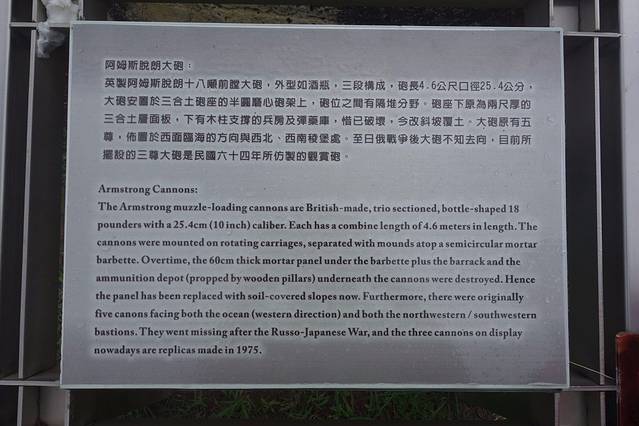 阿姆斯脫朗大砲：
英製阿姆斯脫朗十八噸前膛大砲，外型如酒瓶，三段構成，砲長4.6公尺口徑25.4公分，
大砲安置於三合土砲座的半圓磨心砲架上，砲位之間有隔堆分野。砲座下原為兩尺厚的
三合土層面板，下有木柱支撐的兵房及彈藥庫，惜已破壞，今改斜坡覆土。大砲原有五
尊，佈置於西面臨海的方向與西北、西南稜堡處。至日俄戰爭後大砲不知去向，目前所
擺設的三尊大砲是民國六十四年所仿製的觀賞砲。
Armstrong Cannons:
The Armstrong muzzle-loading cannons are British-made, trio sectioned, bottle-shaped 18
pounders with a 25.4cm (10 inch) caliber. Each has a combine length of 4.6 meters in length. The
cannons were mounted on rotating carriages, separated with mounds atop a semicircular mortar
barbette. Overtime, the 60cm thick mortar panel under the barbette plus the barrack and the
ammunition depot (propped by wooden pillars) underneath the cannons were destroyed. Hence
the panel has been replaced with soil-covered slopes now. Furthermore, there were originally
five canons facing both the ocean (western direction) and both the northwestern / southwestern
bastions. They went missing after the Russo-Japanese War, and the three cannons on display
nowadays are replicas made in 1975.